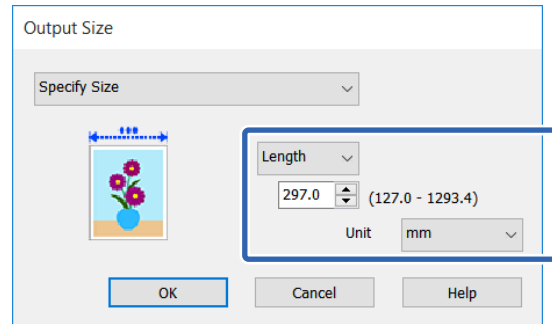 Output Size
Specify Size
Length
297.0 (127.0 - 1293.4)
Unit mm
OK Cancel Help